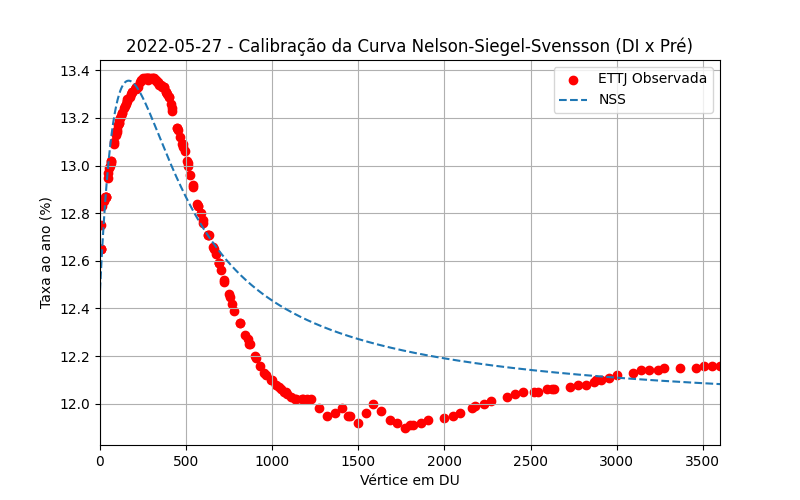 2022-05-27 - Calibração da Curva Nelson-Siegel-Svensson (DI x Pré)
ETTJ Observada
NSS
Taxa ao ano (%)
13.4
13.2
13.0
12.8
12.6
12.4
12.2
12.0
0 500 1000 1500 2000 2500 3000 3500
Vértice em DU